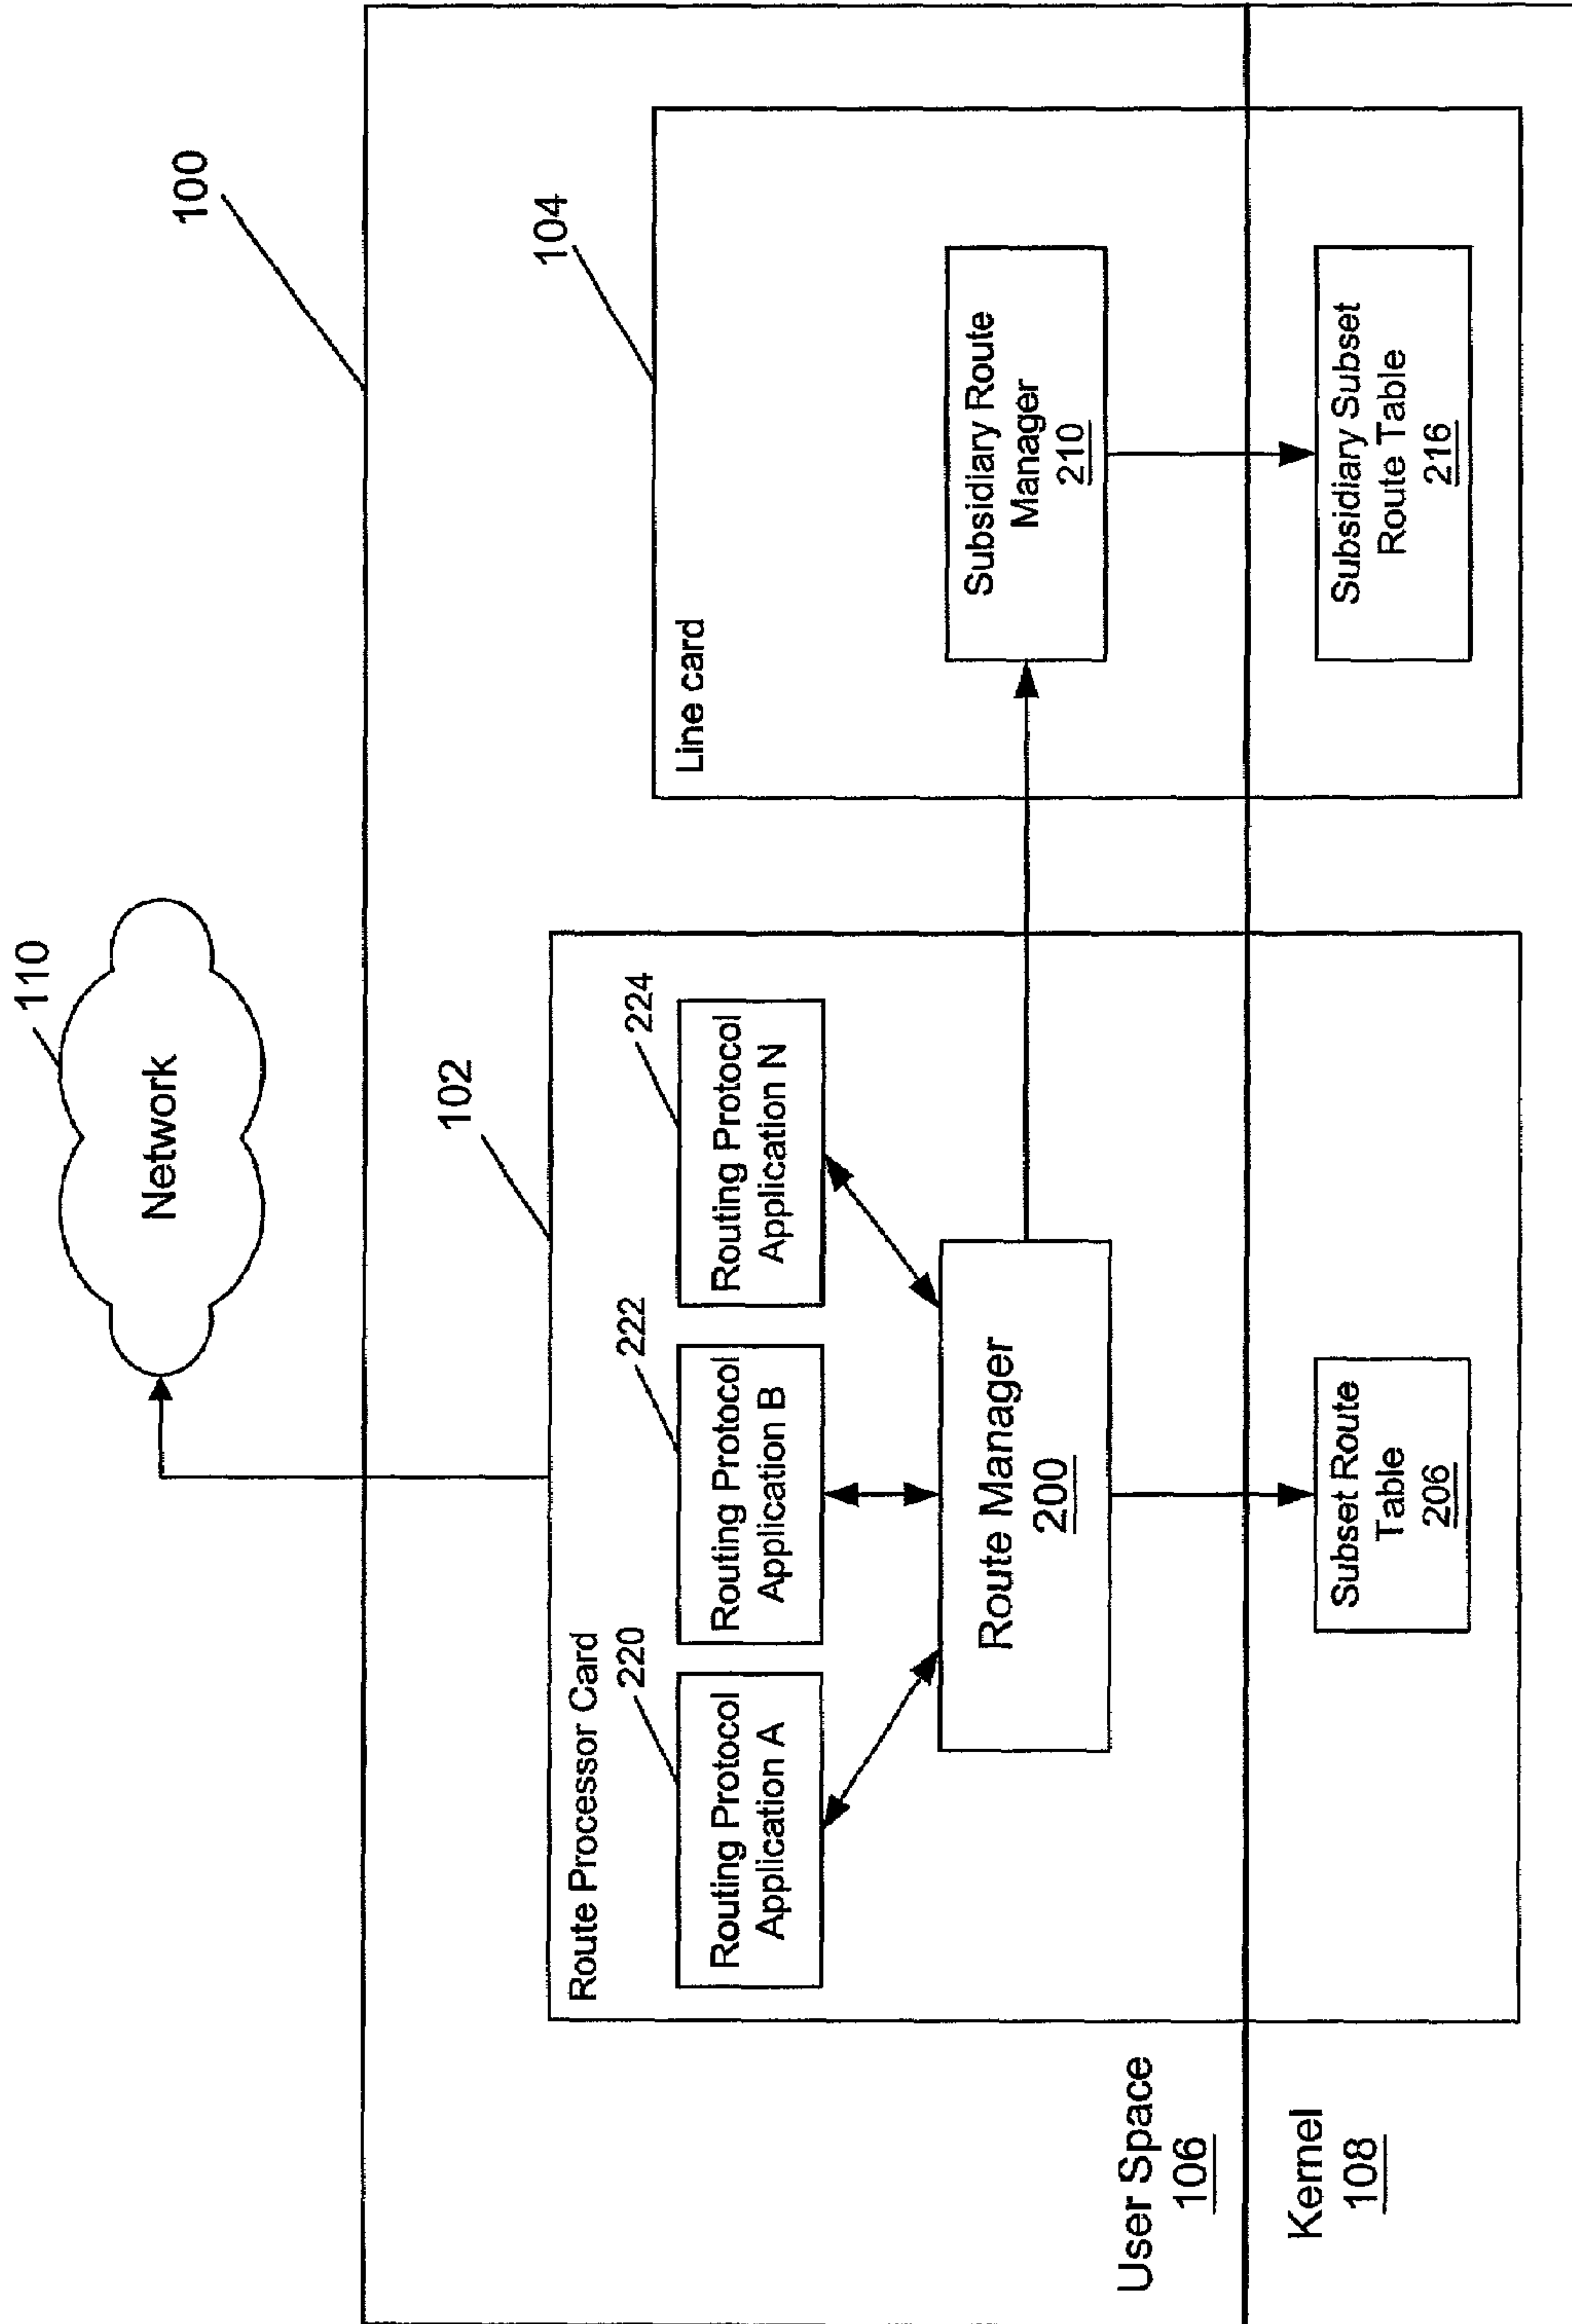 110
Network
100
102
104
Route Processor Card
220
222
224
Routing Protocol
Application A
Routing Protocol
Application B
Routing Protocol
Application N
Route Manager
200
Line card
Subsidiary Route
Manager
210
User Space
106
Kernel
108
Subset Route
Table
206
Subsidiary Subset
Route Table
216